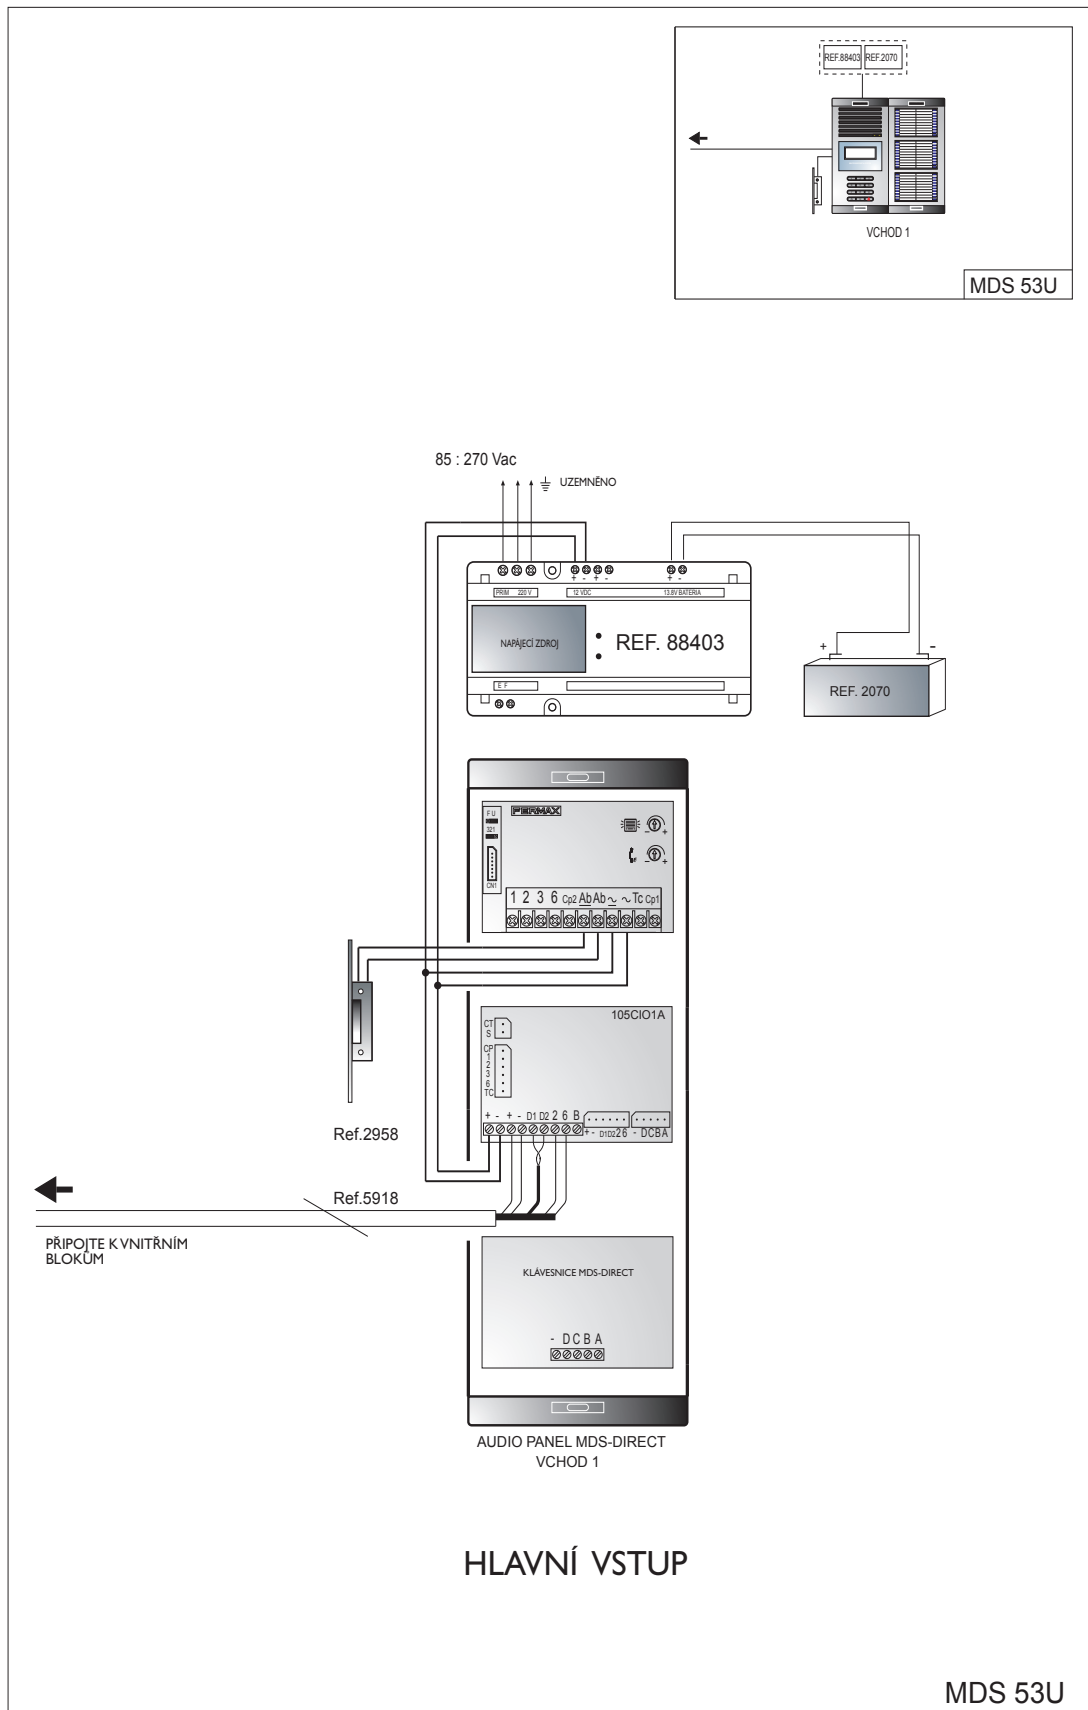 REF.88403 REF.2070
VCHOD 1
MDS 53U
85 : 270 Vac
UZEMNĚNO
+ - + -
+ -
PRIM 220 V
12 VDC
13.8V BATERIA
NAPÁJECÍ ZDROJ
REF. 88403
E F
+ -
REF. 2070
FERMAX
F U
321
CN1
- +
- +
1 2 3 6 Cp2 Ab Ab ~ ~ Tc Cp1
105CIO1A
CT
S
CP
1
2
3
6
TC
+ - + - D1 D2 2 6 B
+ - D1D2 2 6 - DCBA
Ref.2958
Ref.5918
PŘIPOJTE K VNITŘNÍM
BLOKŮM
KLÁVESNICE MDS-DIRECT
- D C B A
AUDIO PANEL MDS-DIRECT
VCHOD 1
HLAVNÍ VSTUP
MDS 53U